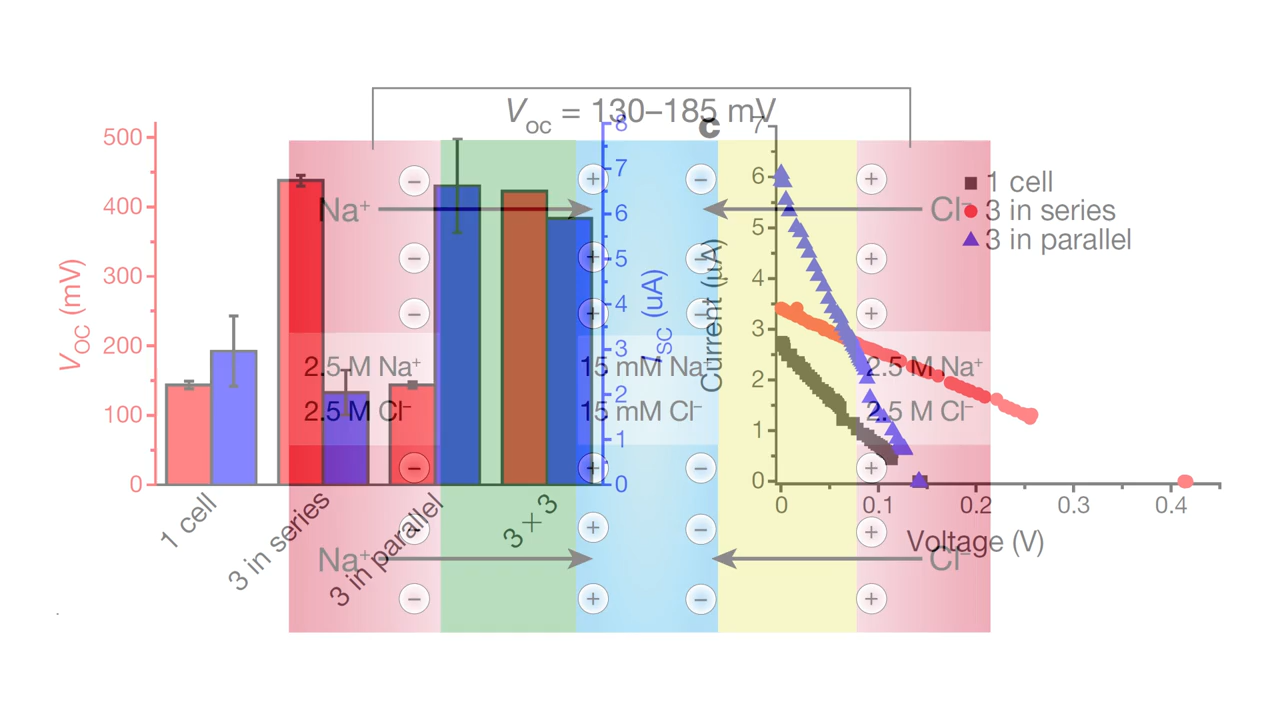 V_OC = 130–185 mV
Na⁺
Cl⁻
2.5 M Na⁺
2.5 M Cl⁻
15 mM Na⁺
15 mM Cl⁻
2.5 M Na⁺
2.5 M Cl⁻
Na⁺
Cl⁻
V_OC (mV)
500
400
300
200
100
0
1 cell
3 in series
3 in parallel
3 × 3
8
7
6
5
4
3
2
1
0
I_SC (uA)
c
Current (μA)
7
6
5
4
3
2
1
0
0
0.1
0.2
0.3
0.4
Voltage (V)
1 cell
3 in series
3 in parallel